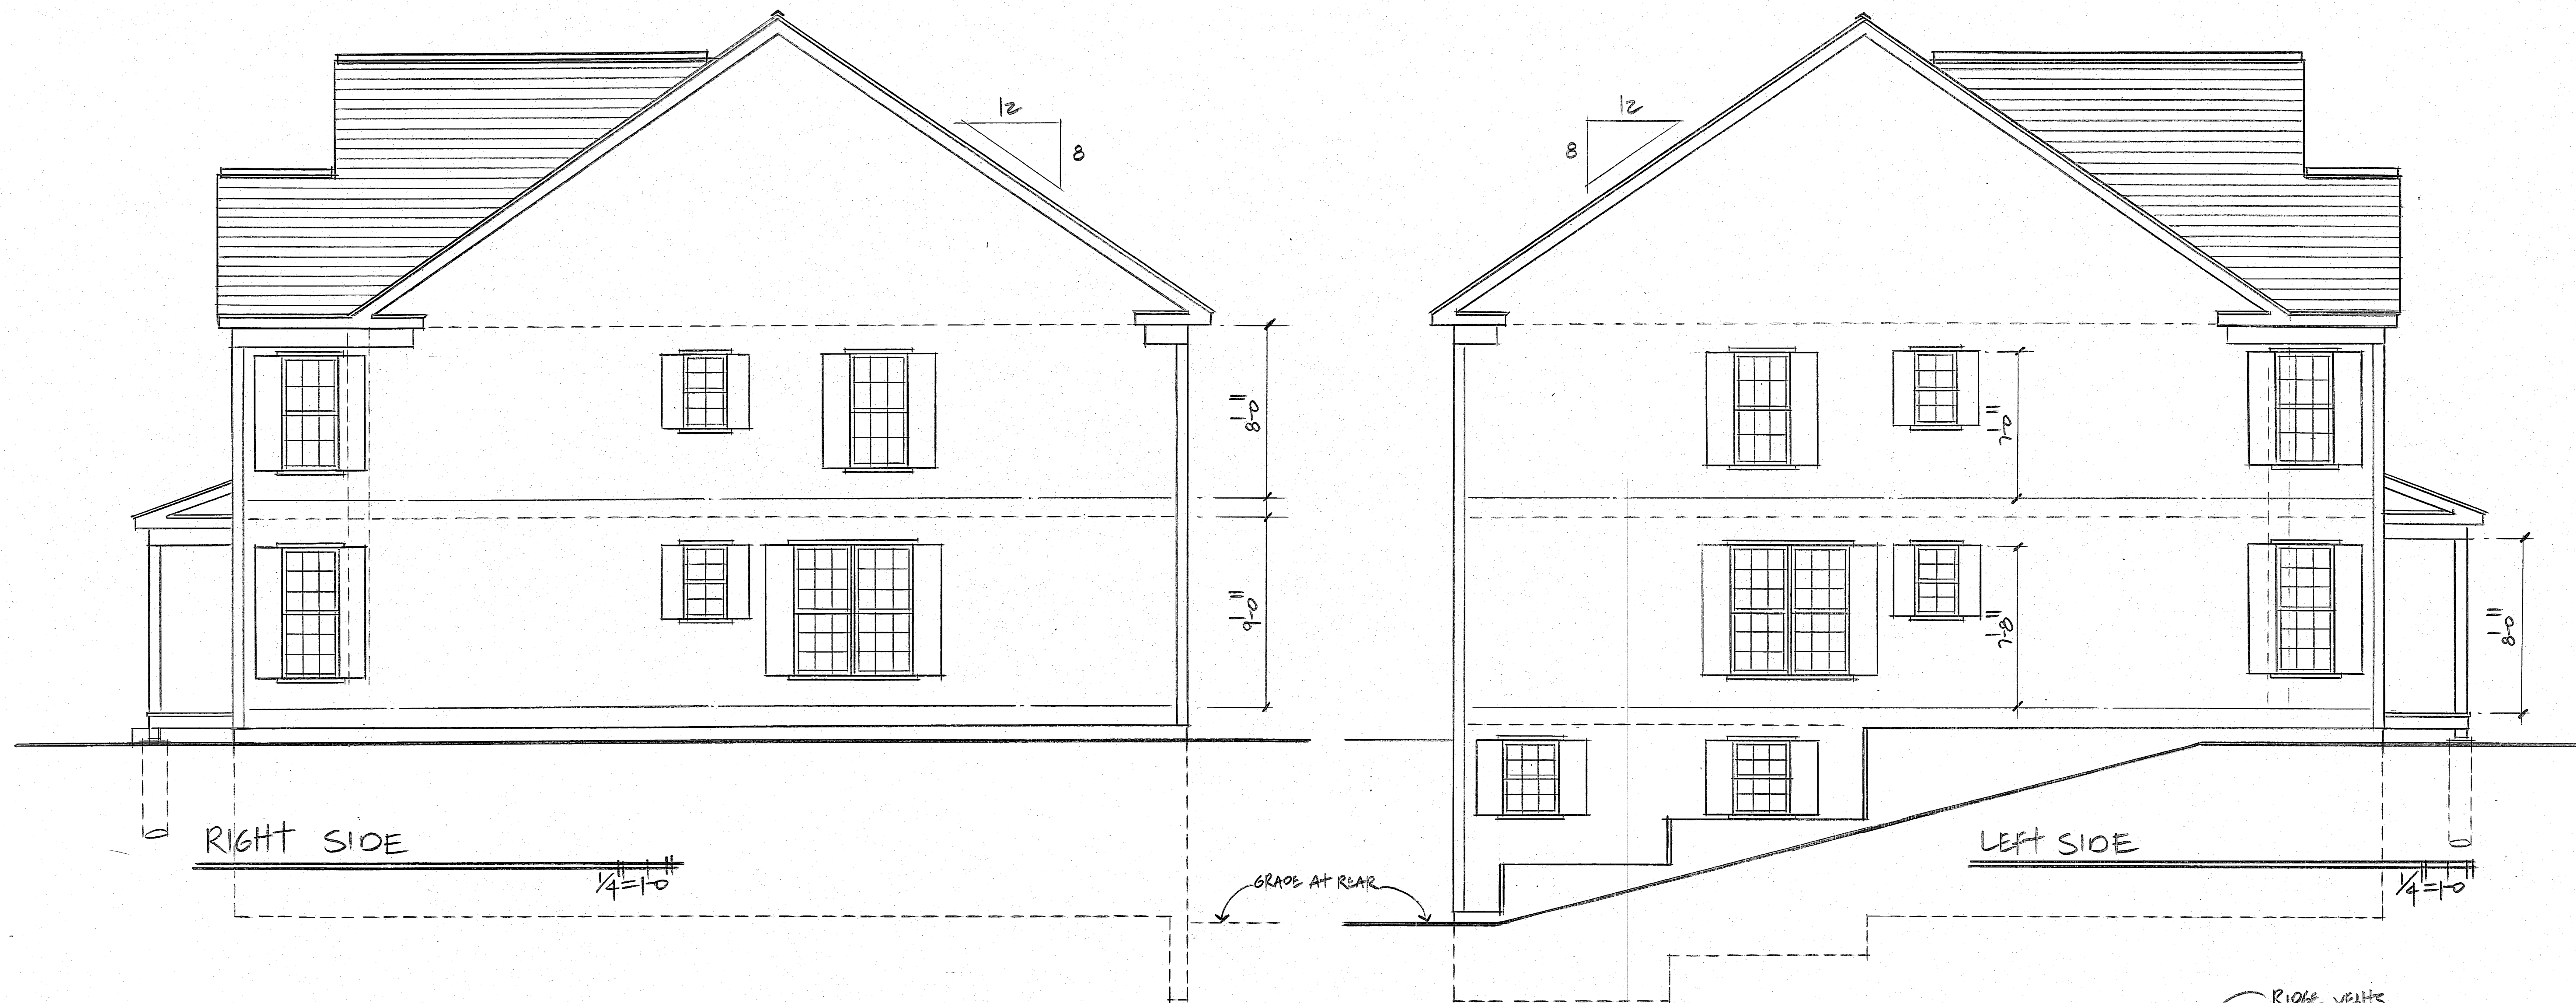 12
8
12
8
8'-0"
7'-0"
9'-0"
7'-8"
8'-0"
RIGHT SIDE
1/4"=1'-0"
LEFT SIDE
1/4"=1'-0"
GRADE AT REAR
RIDGE VENTS